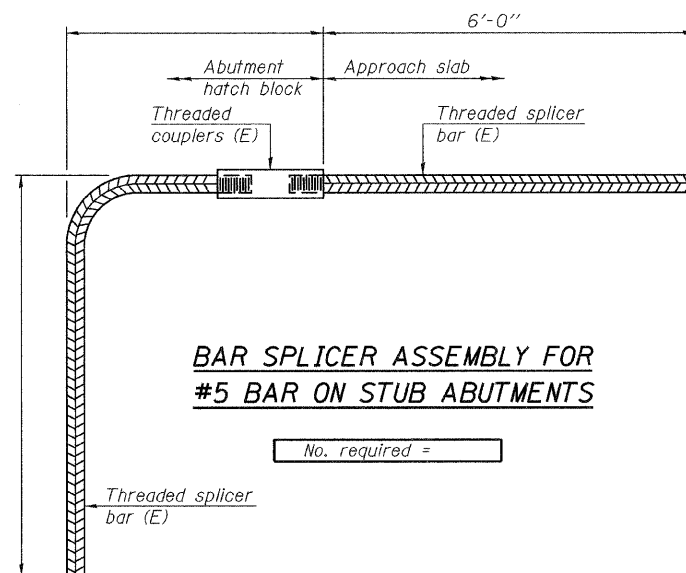 6'-0"
Abutment
hatch block
Approach slab
Threaded
couplers (E)
Threaded splicer
bar (E)
BAR SPLICER ASSEMBLY FOR
#5 BAR ON STUB ABUTMENTS
No. required =
Threaded splicer
bar (E)